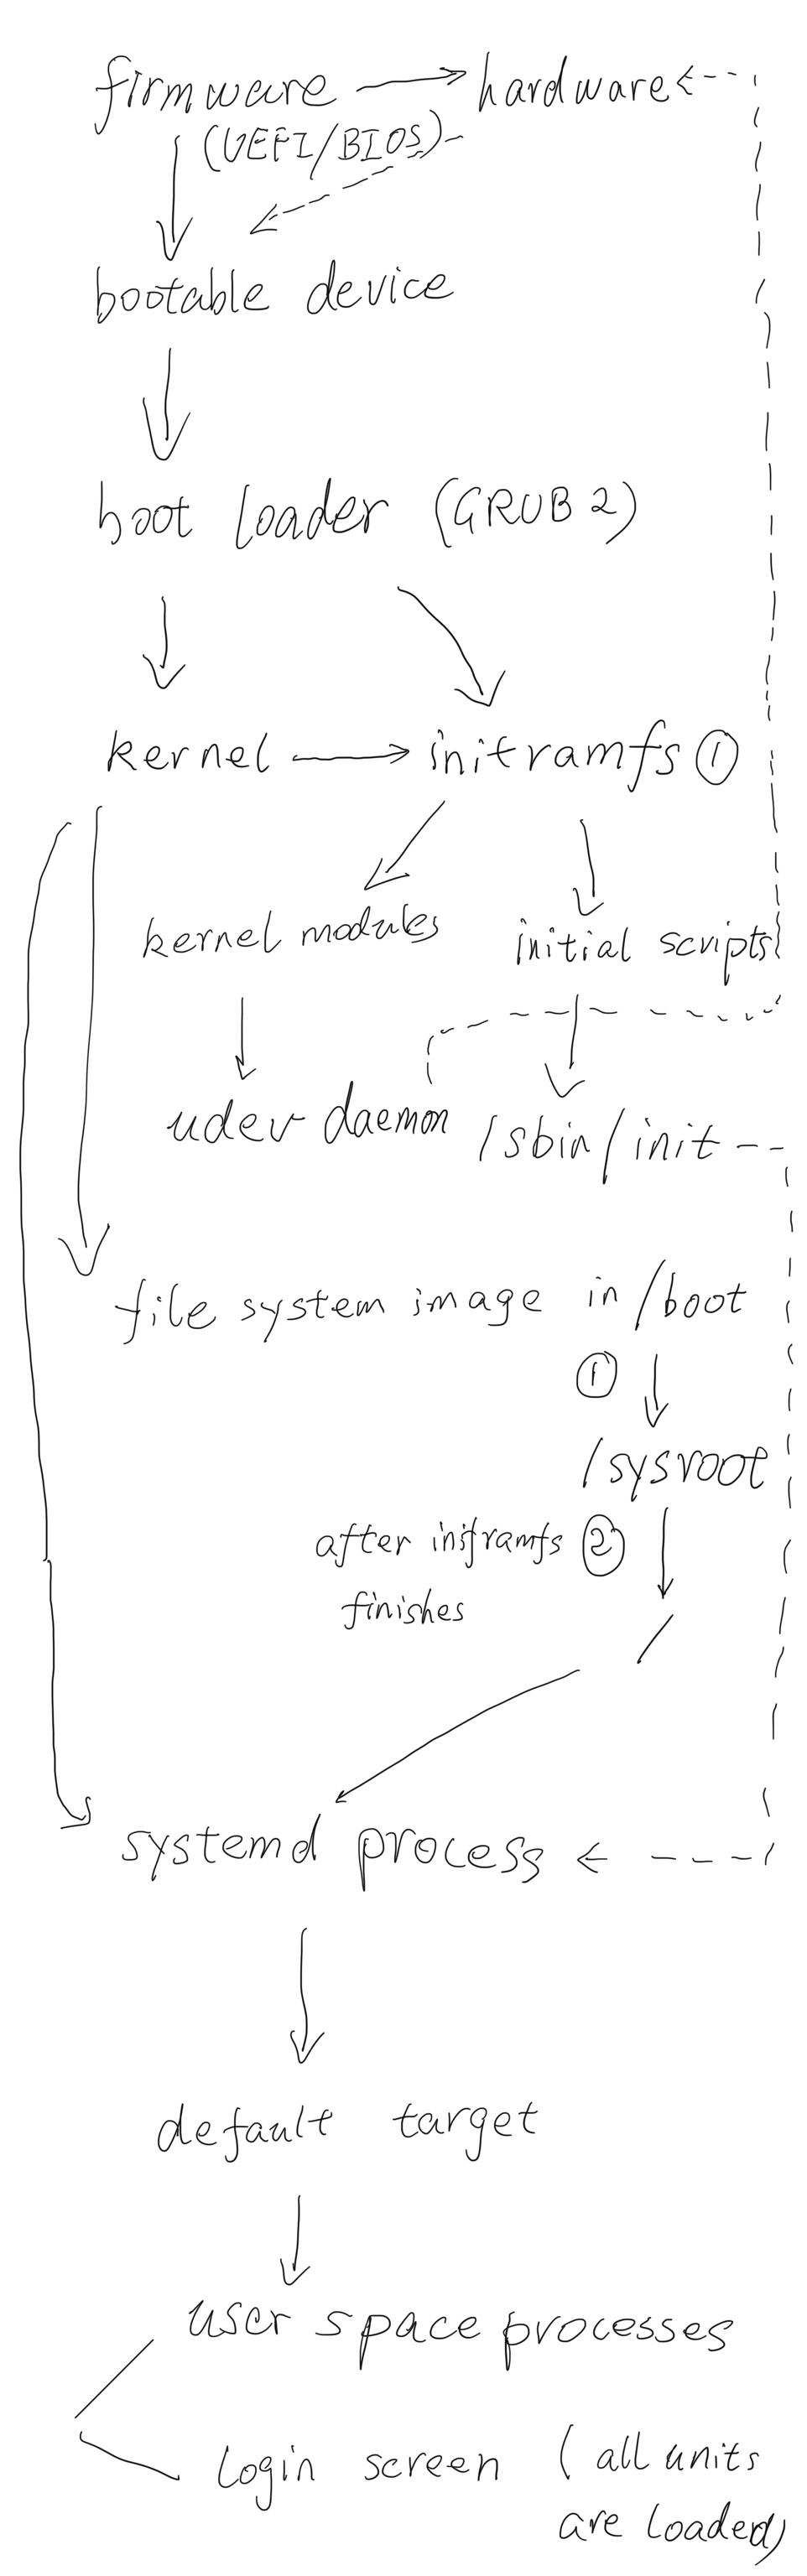 firmware hardware
(UEFI/BIOS)
bootable device
boot loader (GRUB 2)
kernel initramfs ①
kernel modules initial scripts
udev daemon /sbin/init
file system image in /boot
①
/sysroot
after initramfs ②
finishes
/
systemd process
default target
user space processes
login screen (all units
are loaded)